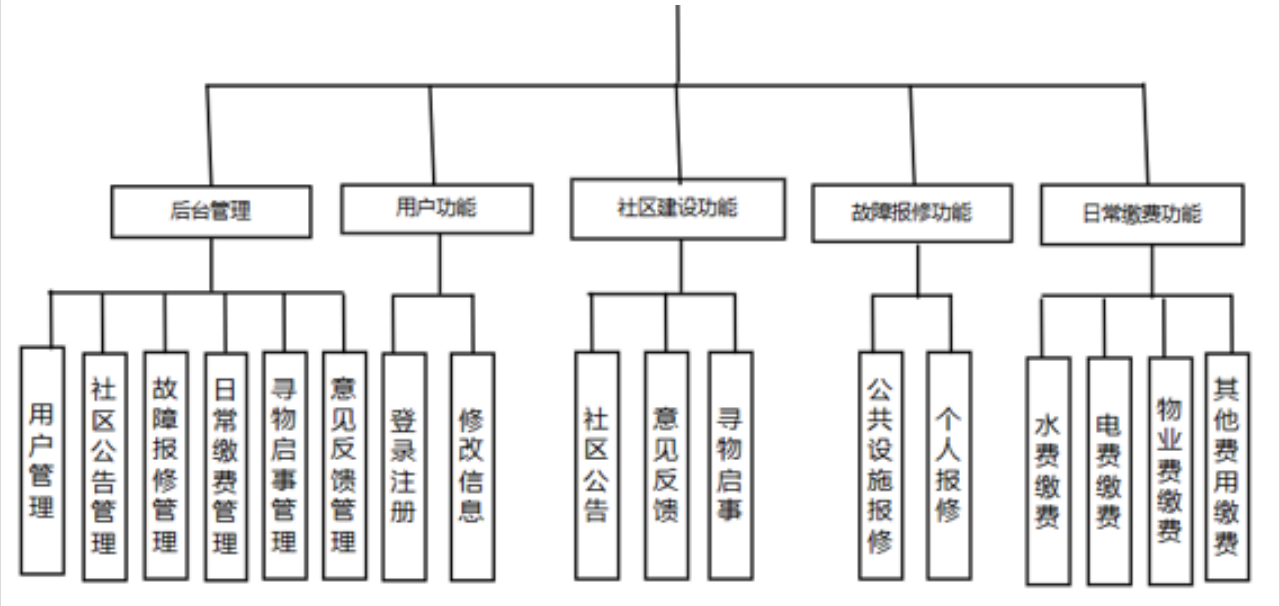 后台管理
用户功能
社区建设功能
故障报修功能
日常缴费功能
用户管理
社区公告管理
故障报修管理
日常缴费管理
寻物启事管理
意见反馈管理
登录注册
修改信息
社区公告
意见反馈
寻物启事
公共设施报修
个人报修
水费缴费
电费缴费
物业费缴费
其他费用缴费